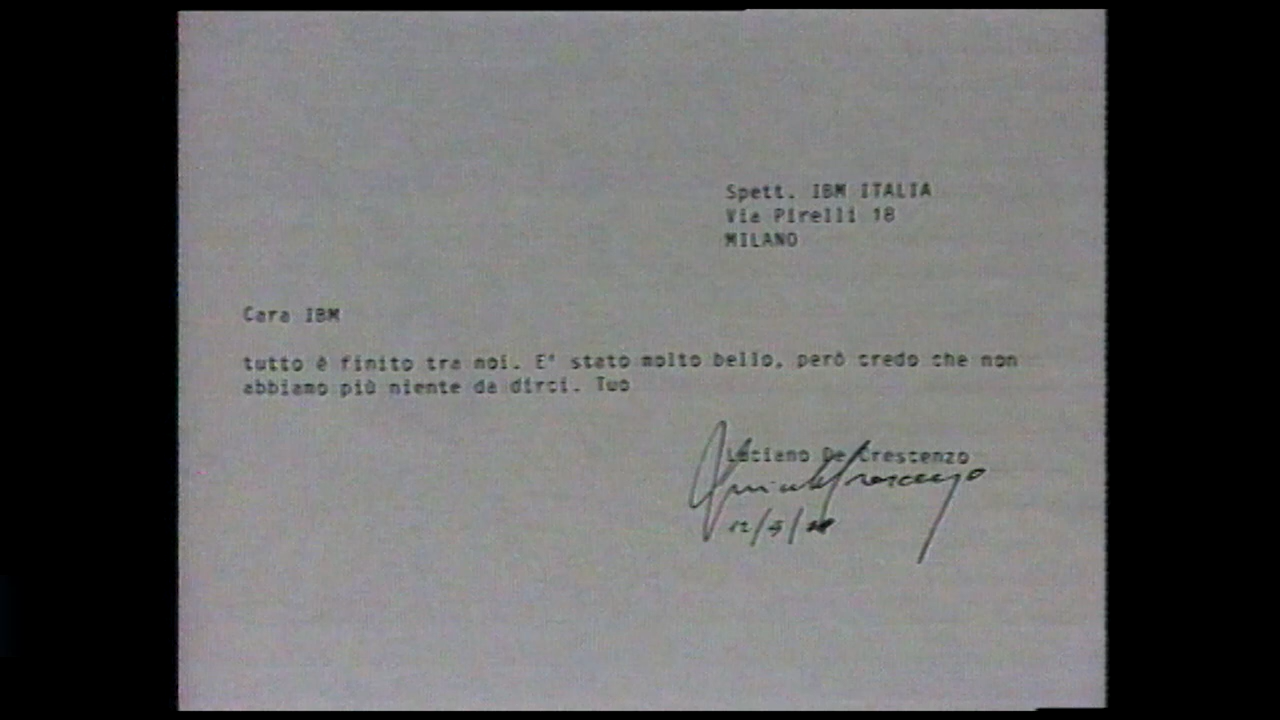 Spett. IBM ITALIA
Via Pirelli 18
MILANO
Cara IBM
tutto è finito tra noi. E' stato molto bello, però credo che non
abbiamo più niente da dirci. Tuo
Luciano De Crescenzo